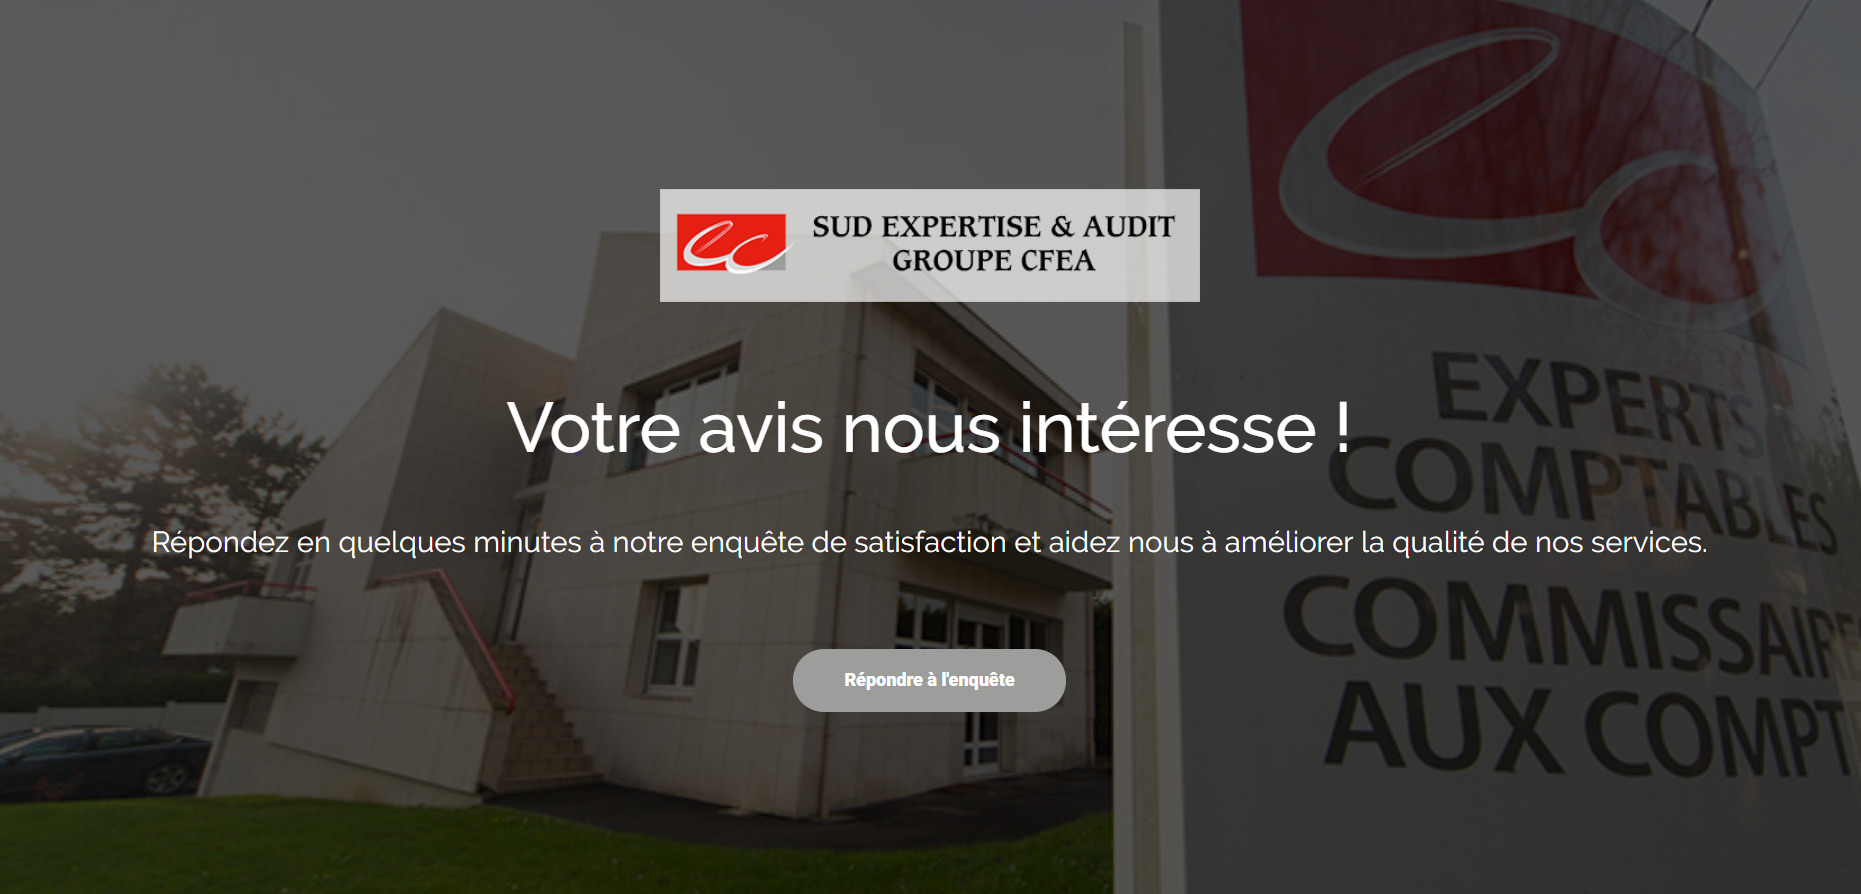 SUD EXPERTISE & AUDIT
GROUPE CFEA
Votre avis nous intéresse !
Répondez en quelques minutes à notre enquête de satisfaction et aidez nous à améliorer la qualité de nos services.
Répondre à l'enquête
EXPERTS
COMPTABLES
COMMISSAIRE
AUX COMPT